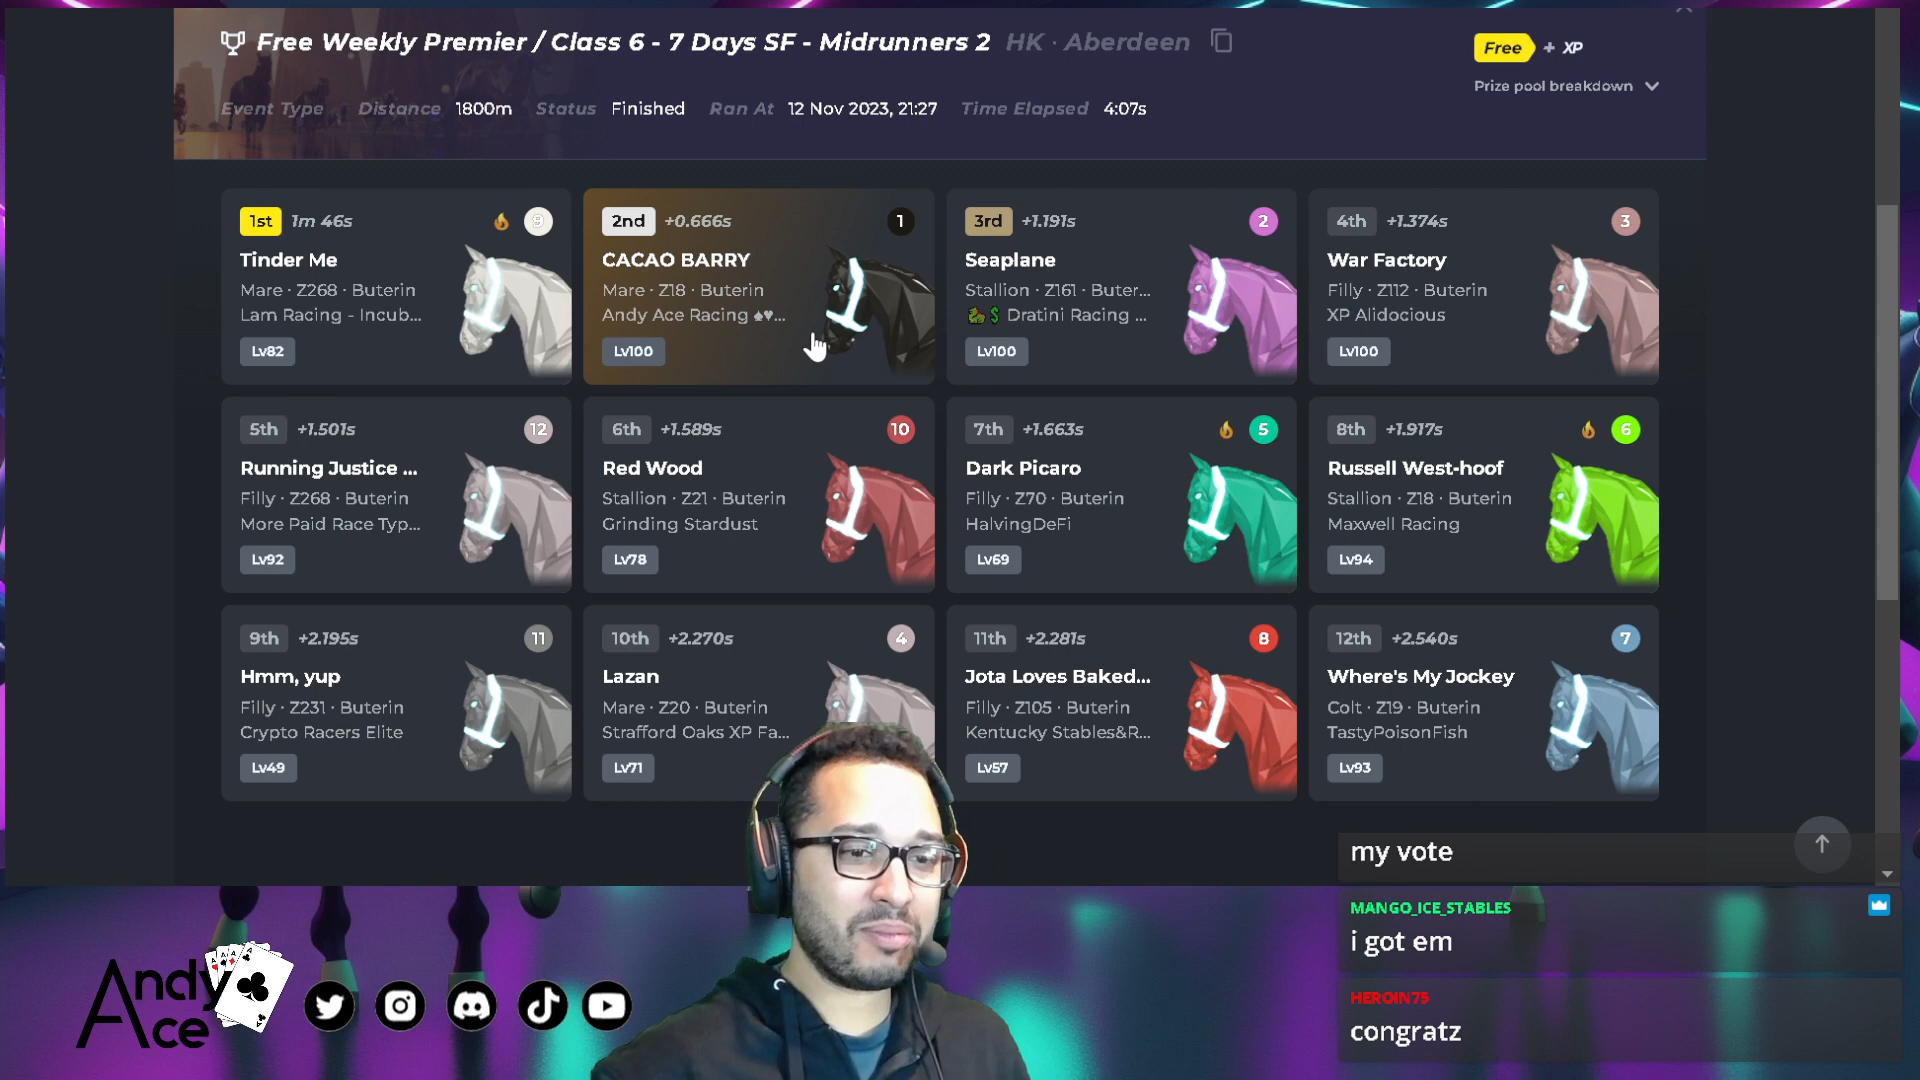 Free Weekly Premier / Class 6 - 7 Days SF - Midrunners 2 HK · Aberdeen
Free + XP
Prize pool breakdown
Event Type Distance 1800m Status Finished Ran At 12 Nov 2023, 21:27 Time Elapsed 4:07s
1st 1m 46s 9
Tinder Me
Mare · Z268 · Buterin
Lam Racing - Incub...
Lv82
2nd +0.666s 1
CACAO BARRY
Mare · Z18 · Buterin
Andy Ace Racing ♠♥...
Lv100
3rd +1.191s 2
Seaplane
Stallion · Z161 · Buter...
Dratini Racing ...
Lv100
4th +1.374s 3
War Factory
Filly · Z112 · Buterin
XP Alidocious
Lv100
5th +1.501s 12
Running Justice ...
Filly · Z268 · Buterin
More Paid Race Typ...
Lv92
6th +1.589s 10
Red Wood
Stallion · Z21 · Buterin
Grinding Stardust
Lv78
7th +1.663s 5
Dark Picaro
Filly · Z70 · Buterin
HalvingDeFi
Lv69
8th +1.917s 6
Russell West-hoof
Stallion · Z18 · Buterin
Maxwell Racing
Lv94
9th +2.195s 11
Hmm, yup
Filly · Z231 · Buterin
Crypto Racers Elite
Lv49
10th +2.270s 4
Lazan
Mare · Z20 · Buterin
Strafford Oaks XP Fa...
Lv71
11th +2.281s 8
Jota Loves Baked...
Filly · Z105 · Buterin
Kentucky Stables&R...
Lv57
12th +2.540s 7
Where's My Jockey
Colt · Z19 · Buterin
TastyPoisonFish
Lv93
my vote
MANGO_ICE_STABLES
i got em
HEROIN75
congratz
Andy
Ace
A A A A